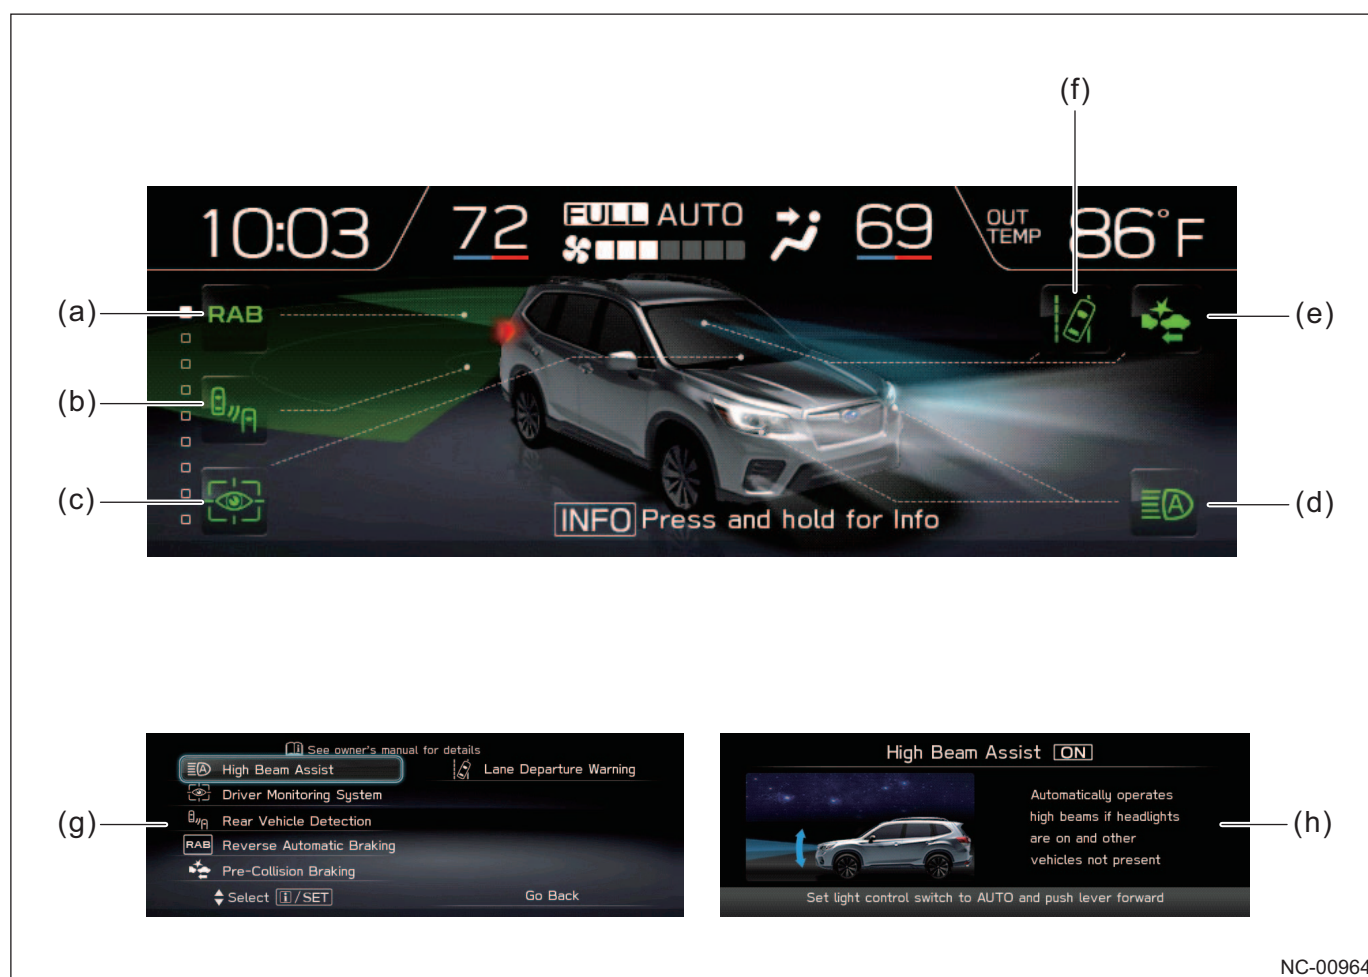 (f)
10:03
72
FULL AUTO
69
OUT
TEMP
86°F
(a)
RAB
(e)
(b)
(c)
A
(d)
INFO Press and hold for Info
See owner's manual for details
A High Beam Assist
Lane Departure Warning
Driver Monitoring System
(g)
Rear Vehicle Detection
RAB Reverse Automatic Braking
Pre-Collision Braking
Select i/SET
Go Back
High Beam Assist ON
Automatically operates
high beams if headlights
are on and other
vehicles not present
(h)
Set light control switch to AUTO and push lever forward
NC-00964